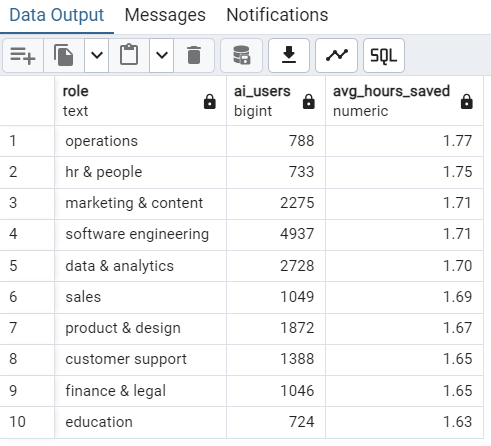 Data Output Messages Notifications
SQL
role ai_users avg_hours_saved
text bigint numeric
1 operations 788 1.77
2 hr & people 733 1.75
3 marketing & content 2275 1.71
4 software engineering 4937 1.71
5 data & analytics 2728 1.70
6 sales 1049 1.69
7 product & design 1872 1.67
8 customer support 1388 1.65
9 finance & legal 1046 1.65
10 education 724 1.63